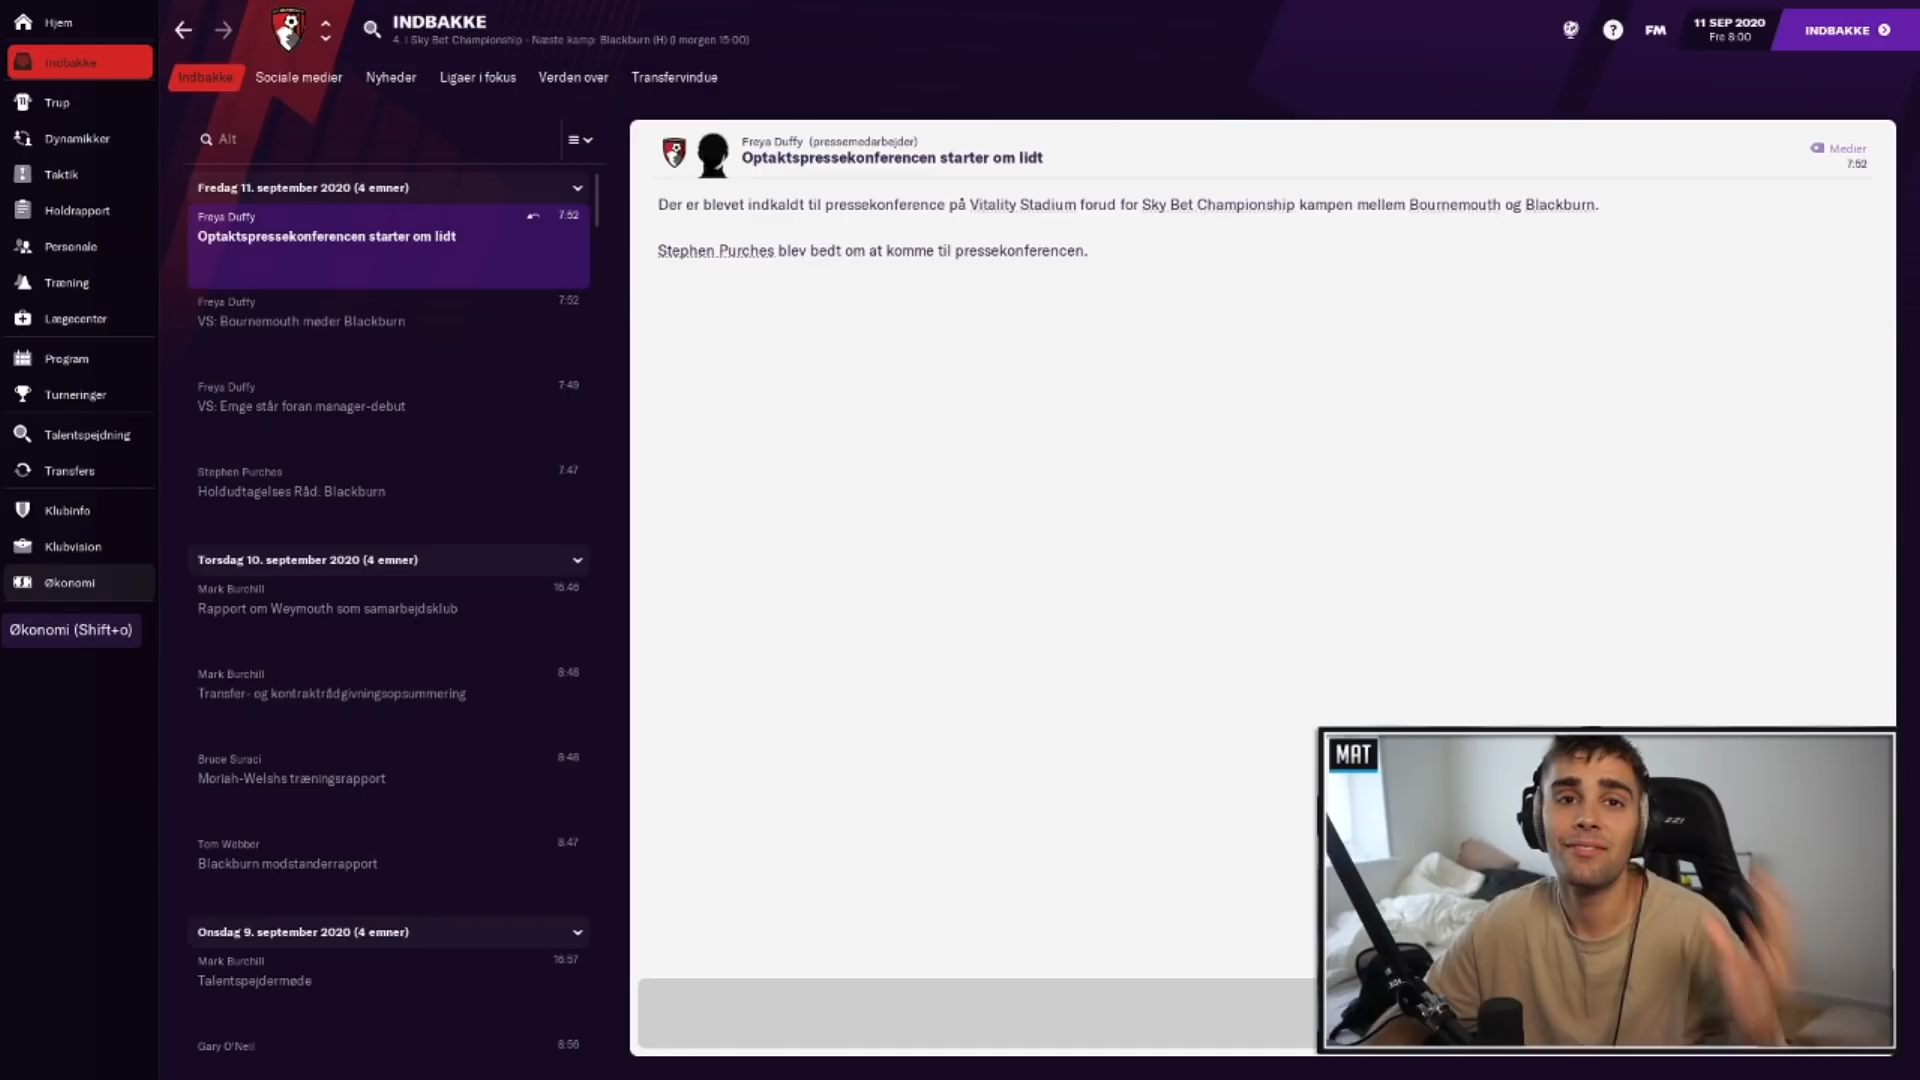 Hjem
Indbakke
Trup
Dynamikker
Taktik
Holdrapport
Personale
Træning
Lægecenter
Program
Turneringer
Talentspejdning
Transfers
Klubinfo
Klubvision
Økonomi
Økonomi (Shift+o)
INDBAKKE
4. i Sky Bet Championship - Næste kamp: Blackburn (H) (I morgen 15:00)
FM
11 SEP 2020
Fre 8:00
INDBAKKE
Indbakke
Sociale medier
Nyheder
Ligaer i fokus
Verden over
Transfervindue
Alt
Fredag 11. september 2020 (4 emner)
Freya Duffy 7:52
Optaktspressekonferencen starter om lidt
Freya Duffy 7:52
VS: Bournemouth møder Blackburn
Freya Duffy 7:49
VS: Emge står foran manager-debut
Stephen Purches 7:47
Holdudtagelses Råd. Blackburn
Torsdag 10. september 2020 (4 emner)
Mark Burchill 16:46
Rapport om Weymouth som samarbejdsklub
Mark Burchill 8:48
Transfer- og kontraktrådgivningsopsummering
Bruce Suraci 8:48
Moriah-Welshs træningsrapport
Tom Webber 8:47
Blackburn modstanderrapport
Onsdag 9. september 2020 (4 emner)
Mark Burchill 16:57
Talentspejdermøde
Gary O'Neil 8:56
Freya Duffy (pressemedarbejder)
Optaktspressekonferencen starter om lidt
Medier
7:52
Der er blevet indkaldt til pressekonference på Vitality Stadium forud for Sky Bet Championship kampen mellem Bournemouth og Blackburn.
Stephen Purches blev bedt om at komme til pressekonferencen.
MAT